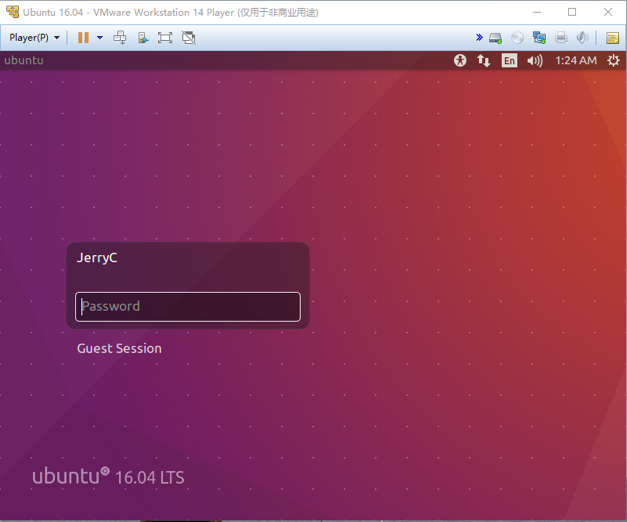 Ubuntu 16.04 - VMware Workstation 14 Player (仅用于非商业用途)
Player(P)
ubuntu
En
1:24 AM
JerryC
Password
Guest Session
ubuntu 16.04 LTS